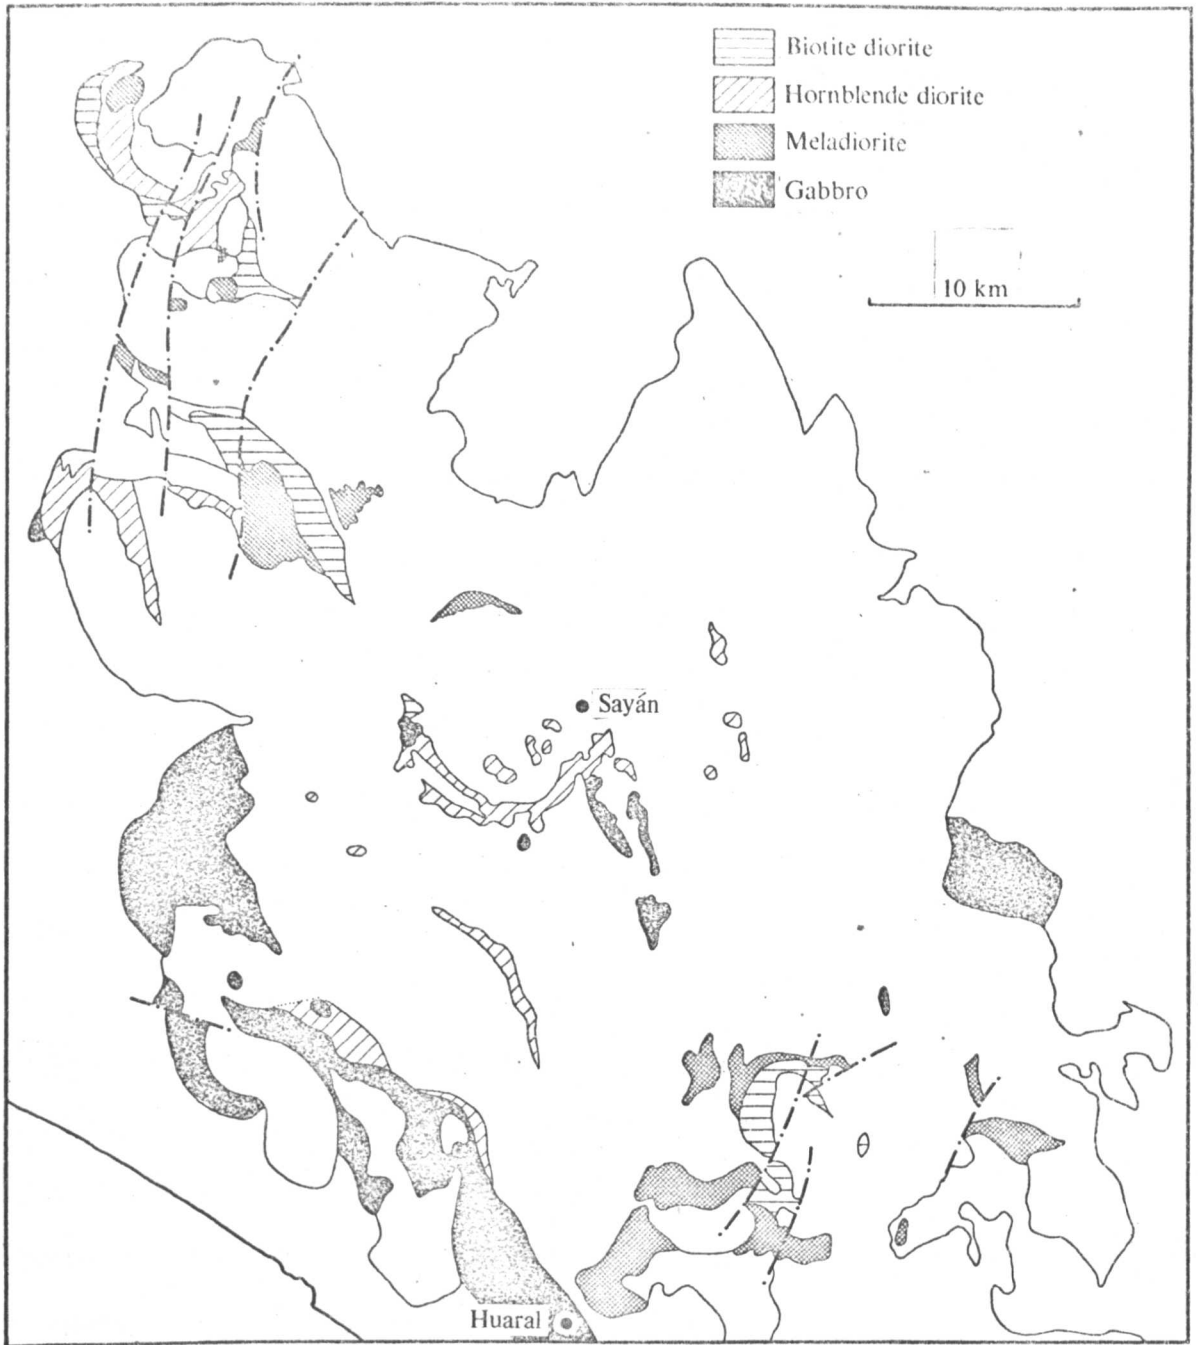 Biotite diorite
Hornblende diorite
Meladiorite
Gabbro
10 km
Sayán
Huaral